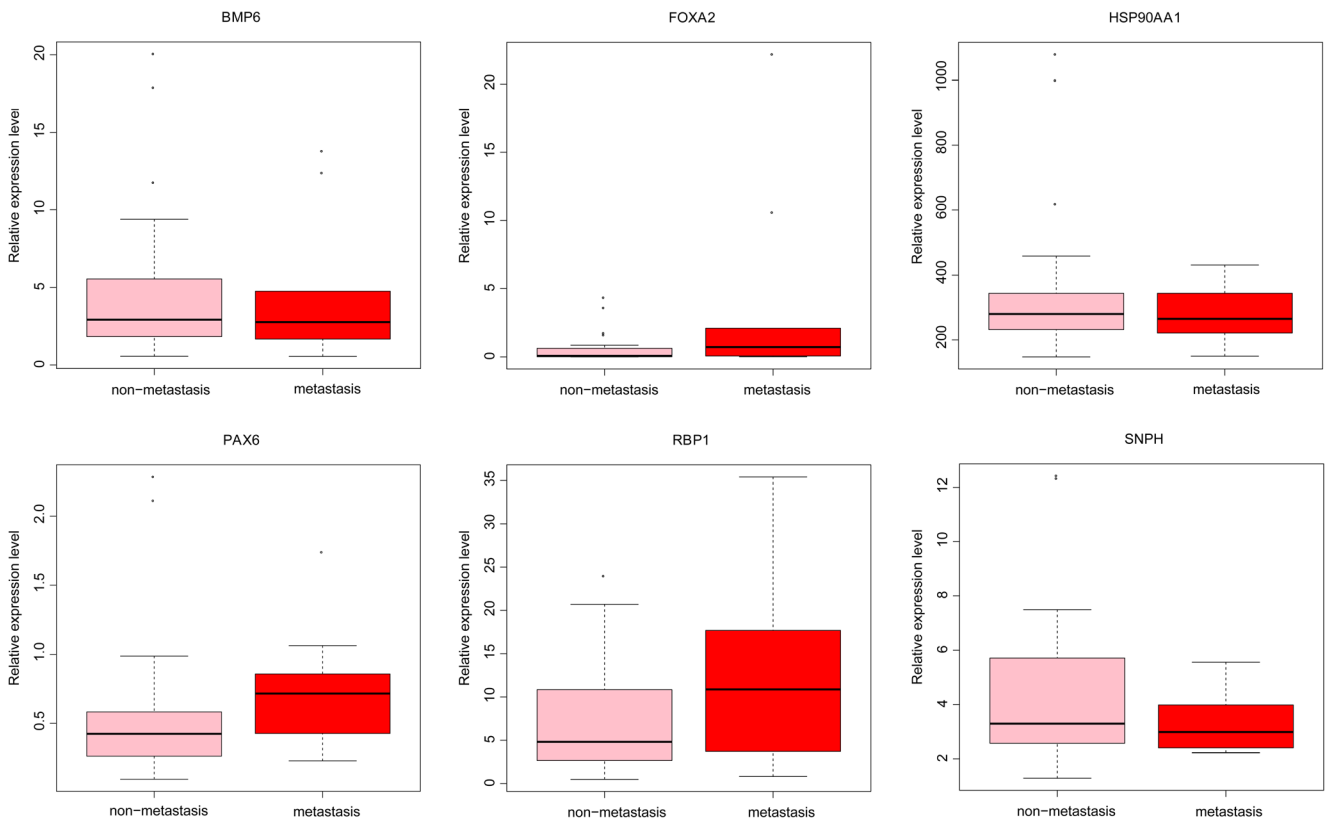 BMP6
Relative expression level
20
15
10
5
0
non−metastasis
metastasis
FOXA2
Relative expression level
20
15
10
5
0
non−metastasis
metastasis
HSP90AA1
Relative expression level
1000
800
600
400
200
non−metastasis
metastasis
PAX6
Relative expression level
2.0
1.5
1.0
0.5
non−metastasis
metastasis
RBP1
Relative expression level
35
30
25
20
15
10
5
0
non−metastasis
metastasis
SNPH
Relative expression level
12
10
8
6
4
2
non−metastasis
metastasis